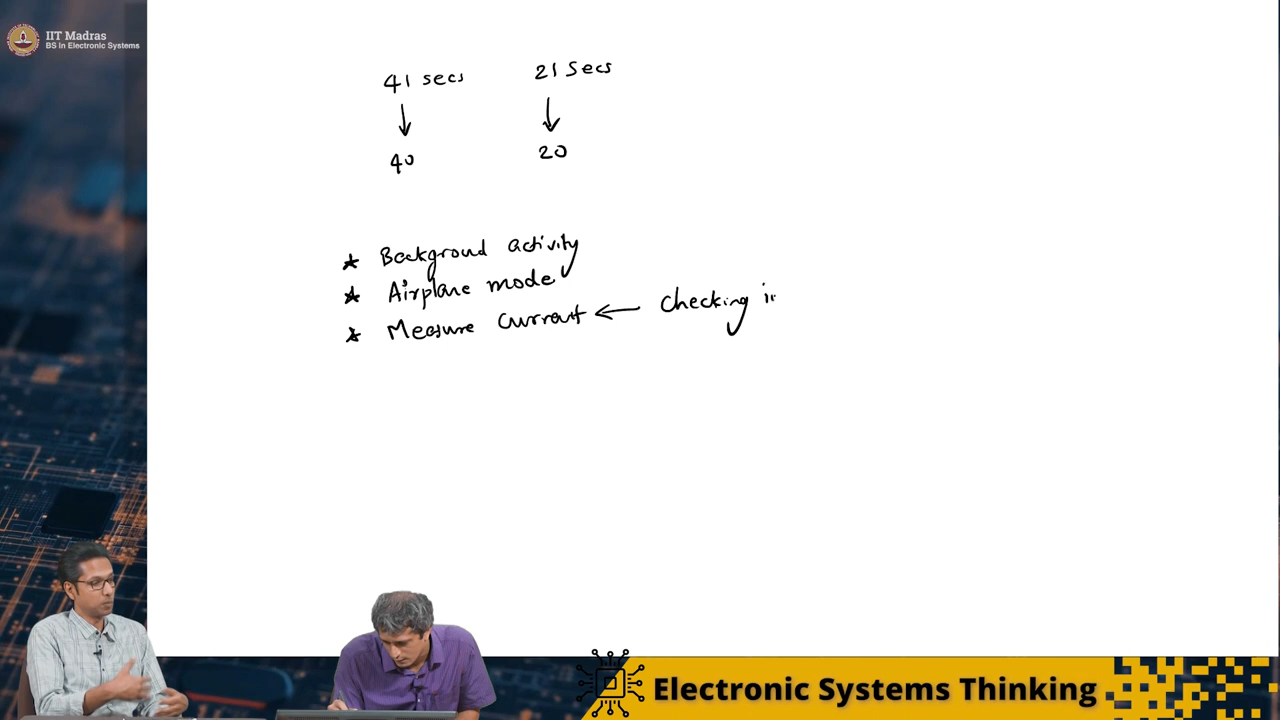 IIT Madras
BS in Electronic Systems
41 secs 21 Secs
40 20
Background activity
Airplane mode
Measure current ← Checking
Electronic Systems Thinking